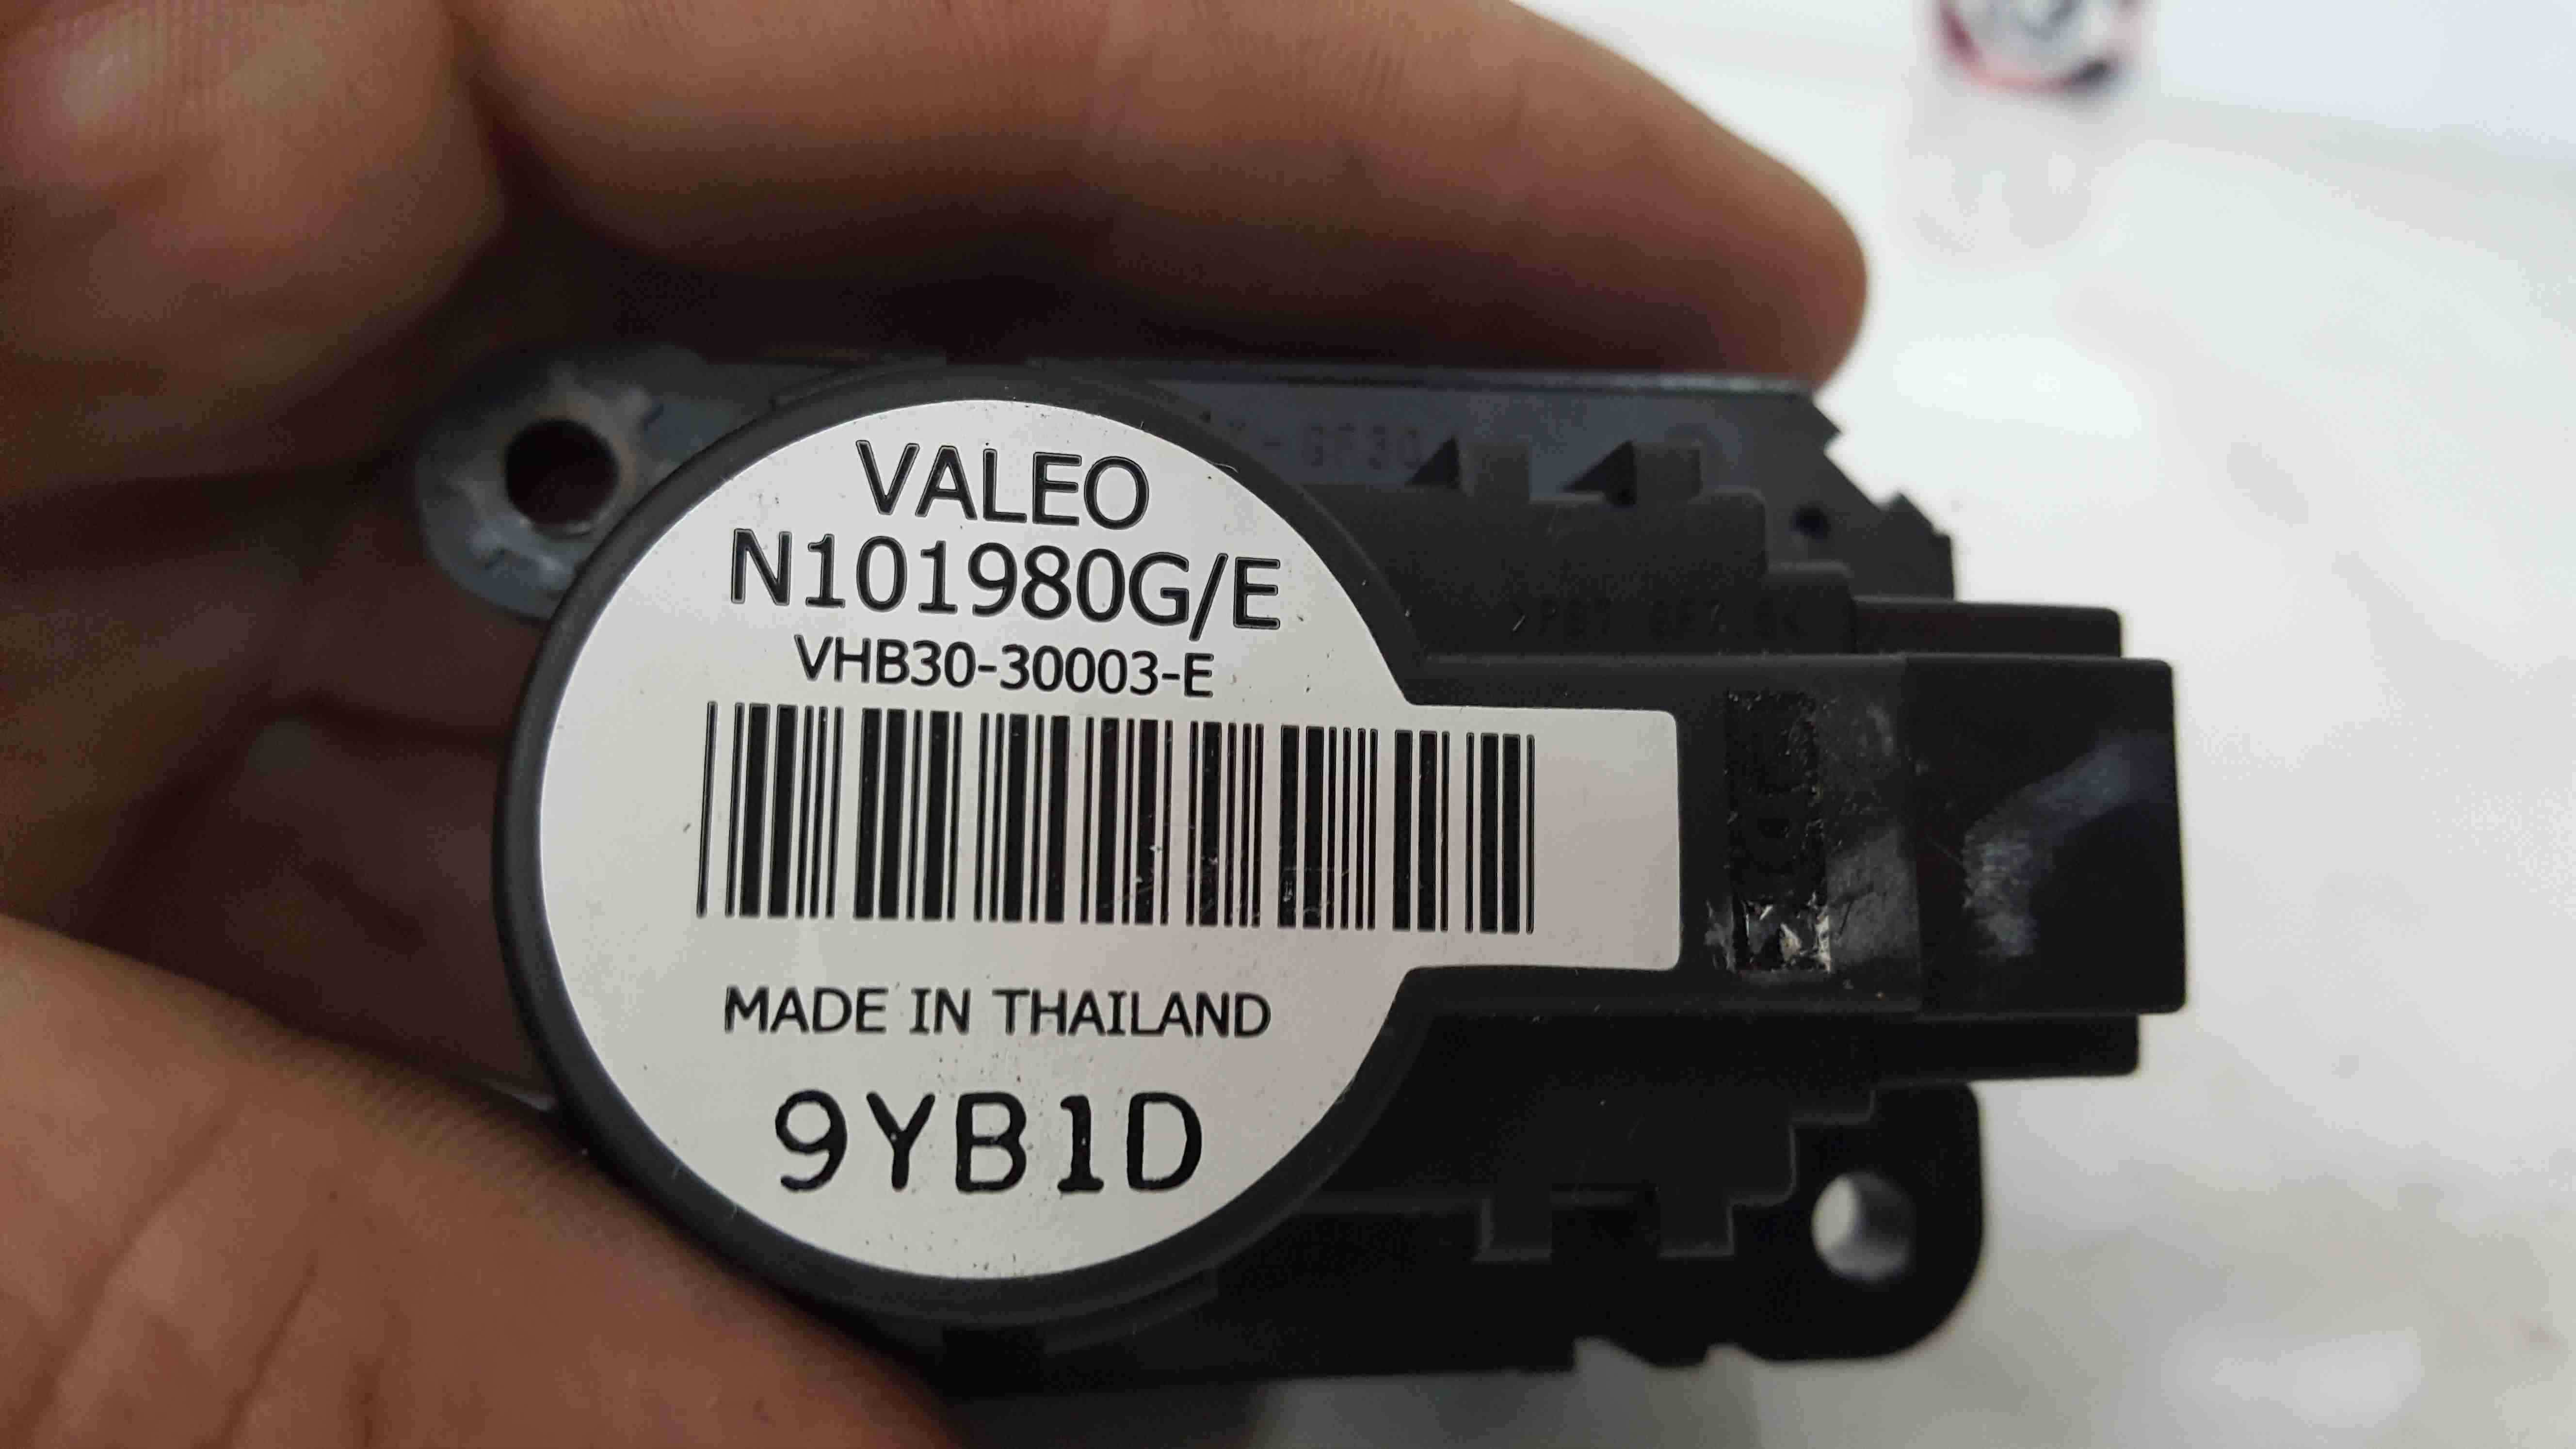 VALEO
N101980G/E
VHB30-30003-E
MADE IN THAILAND
9YB1D